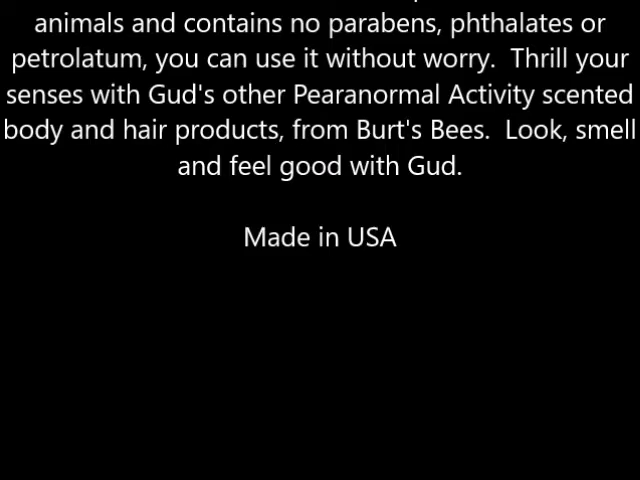 animals and contains no parabens, phthalates or
petrolatum, you can use it without worry.  Thrill your
senses with Gud's other Pearanormal Activity scented
body and hair products, from Burt's Bees.  Look, smell
and feel good with Gud.
Made in USA